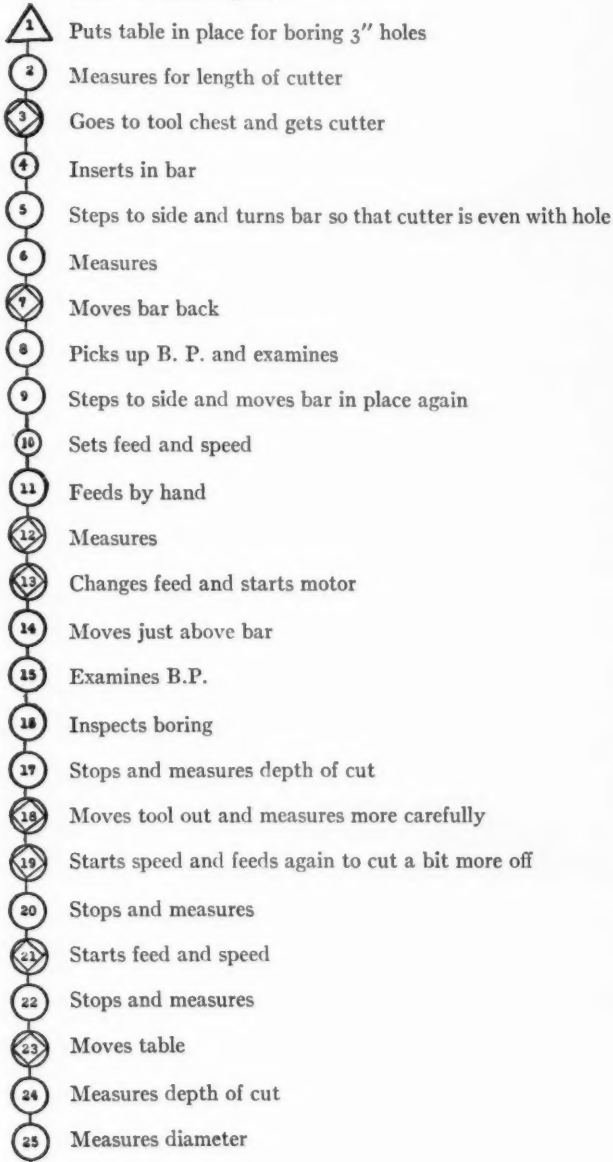 1 Puts table in place for boring 3" holes
2 Measures for length of cutter
3 Goes to tool chest and gets cutter
4 Inserts in bar
5 Steps to side and turns bar so that cutter is even with hole
6 Measures
7 Moves bar back
8 Picks up B. P. and examines
9 Steps to side and moves bar in place again
10 Sets feed and speed
11 Feeds by hand
12 Measures
13 Changes feed and starts motor
14 Moves just above bar
15 Examines B.P.
16 Inspects boring
17 Stops and measures depth of cut
18 Moves tool out and measures more carefully
19 Starts speed and feeds again to cut a bit more off
20 Stops and measures
21 Starts feed and speed
22 Stops and measures
23 Moves table
24 Measures depth of cut
25 Measures diameter